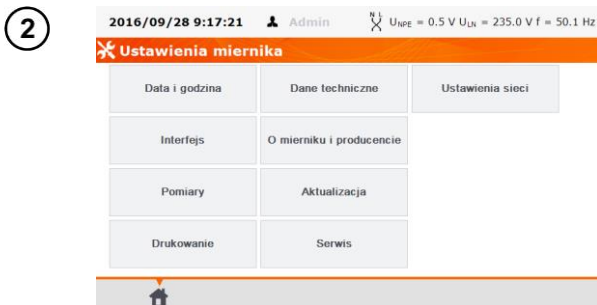 2
2016/09/28 9:17:21 Admin N L UNPE = 0.5 V ULN = 235.0 V f = 50.1 Hz
Ustawienia miernika
Data i godzina Dane techniczne Ustawienia sieci
Interfejs O mierniku i producencie
Pomiary Aktualizacja
Drukowanie Serwis